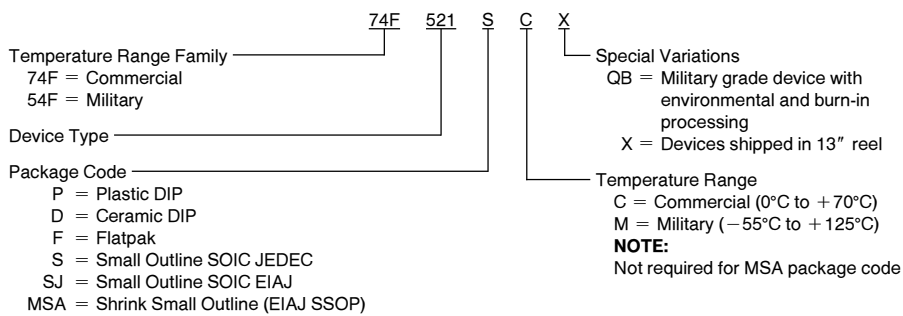 74F 521 S C X
Temperature Range Family
74F = Commercial
54F = Military
Device Type
Package Code
P = Plastic DIP
D = Ceramic DIP
F = Flatpak
S = Small Outline SOIC JEDEC
SJ = Small Outline SOIC EIAJ
MSA = Shrink Small Outline (EIAJ SSOP)
Special Variations
QB = Military grade device with
environmental and burn-in
processing
X = Devices shipped in 13″ reel
Temperature Range
C = Commercial (0°C to +70°C)
M = Military (−55°C to +125°C)
NOTE:
Not required for MSA package code